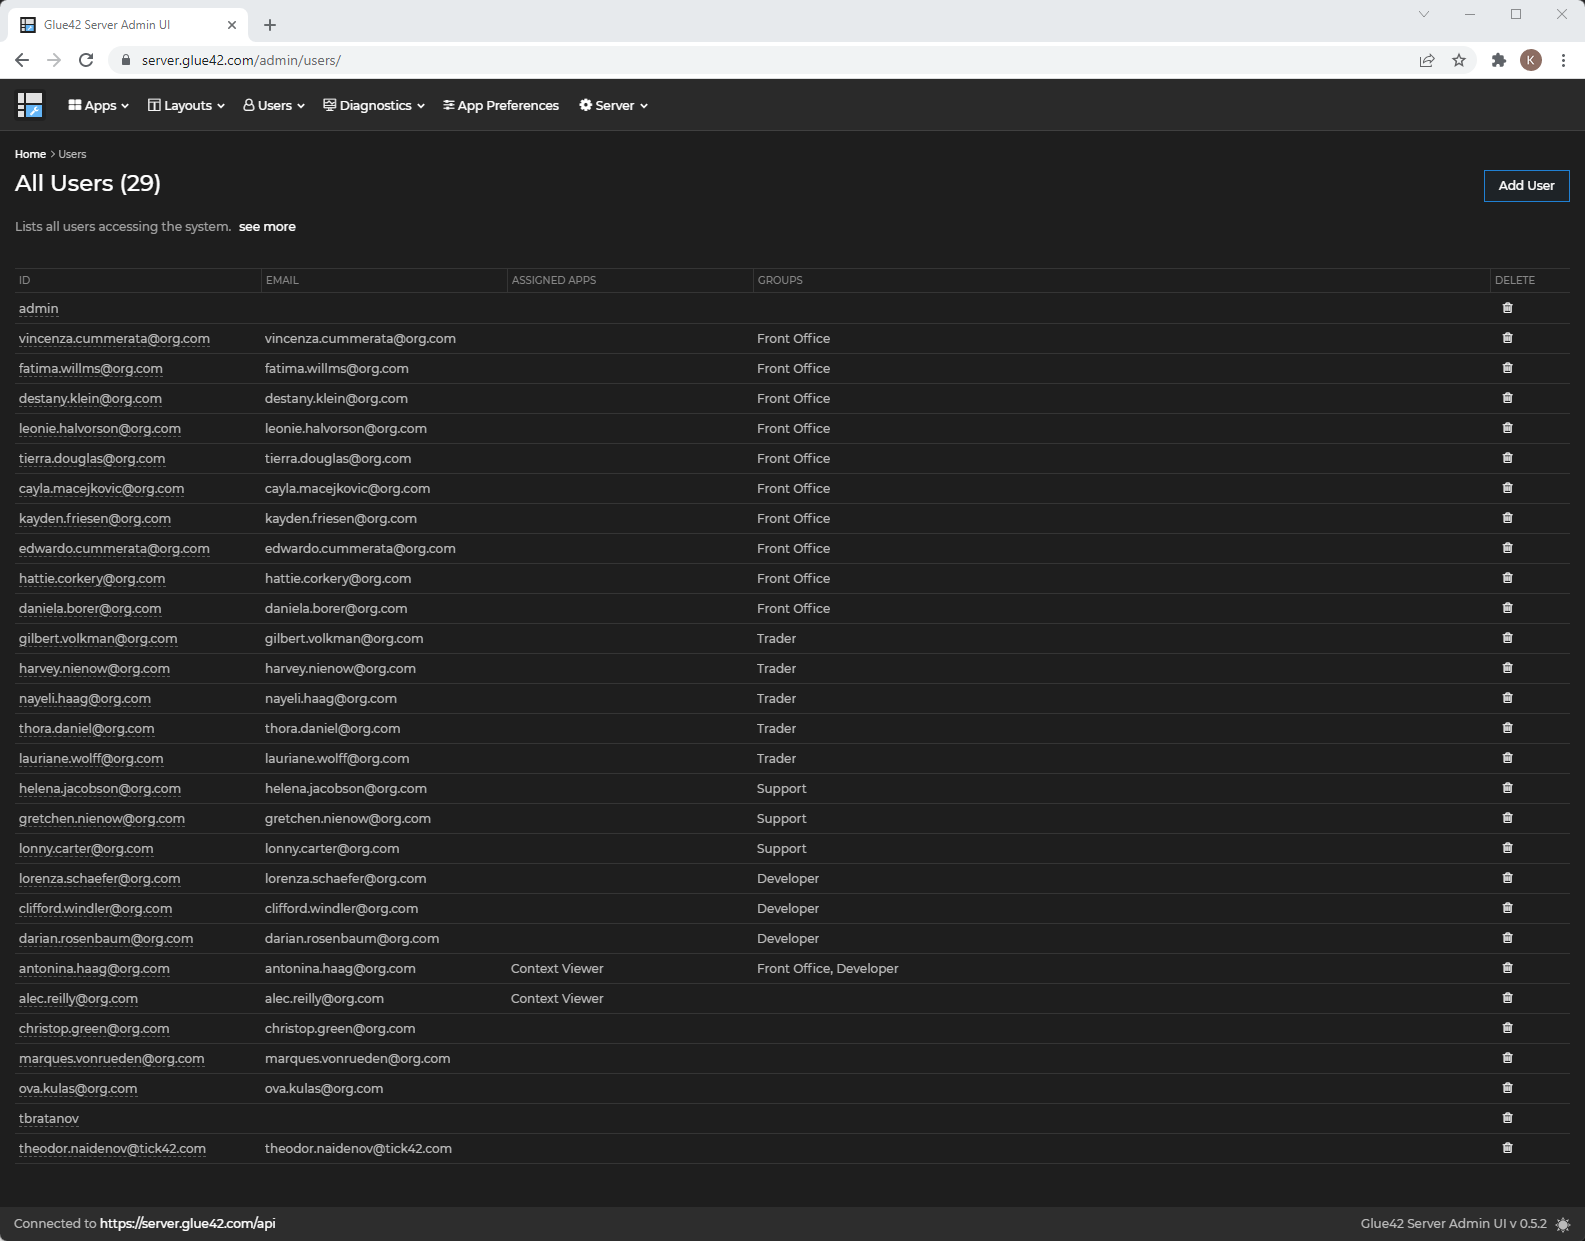 Glue42 Server Admin UI
server.glue42.com/admin/users/
K
Apps Layouts Users Diagnostics App Preferences Server
Home > Users
All Users (29)
Add User
Lists all users accessing the system. see more
ID EMAIL ASSIGNED APPS GROUPS DELETE
admin
vincenza.cummerata@org.com vincenza.cummerata@org.com Front Office
fatima.willms@org.com fatima.willms@org.com Front Office
destany.klein@org.com destany.klein@org.com Front Office
leonie.halvorson@org.com leonie.halvorson@org.com Front Office
tierra.douglas@org.com tierra.douglas@org.com Front Office
cayla.macejkovic@org.com cayla.macejkovic@org.com Front Office
kayden.friesen@org.com kayden.friesen@org.com Front Office
edwardo.cummerata@org.com edwardo.cummerata@org.com Front Office
hattie.corkery@org.com hattie.corkery@org.com Front Office
daniela.borer@org.com daniela.borer@org.com Front Office
gilbert.volkman@org.com gilbert.volkman@org.com Trader
harvey.nienow@org.com harvey.nienow@org.com Trader
nayeli.haag@org.com nayeli.haag@org.com Trader
thora.daniel@org.com thora.daniel@org.com Trader
lauriane.wolff@org.com lauriane.wolff@org.com Trader
helena.jacobson@org.com helena.jacobson@org.com Support
gretchen.nienow@org.com gretchen.nienow@org.com Support
lonny.carter@org.com lonny.carter@org.com Support
lorenza.schaefer@org.com lorenza.schaefer@org.com Developer
clifford.windler@org.com clifford.windler@org.com Developer
darian.rosenbaum@org.com darian.rosenbaum@org.com Developer
antonina.haag@org.com antonina.haag@org.com Context Viewer Front Office, Developer
alec.reilly@org.com alec.reilly@org.com Context Viewer
christop.green@org.com christop.green@org.com
marques.vonrueden@org.com marques.vonrueden@org.com
ova.kulas@org.com ova.kulas@org.com
tbratanov
theodor.naidenov@tick42.com theodor.naidenov@tick42.com
Connected to https://server.glue42.com/api
Glue42 Server Admin UI v 0.5.2